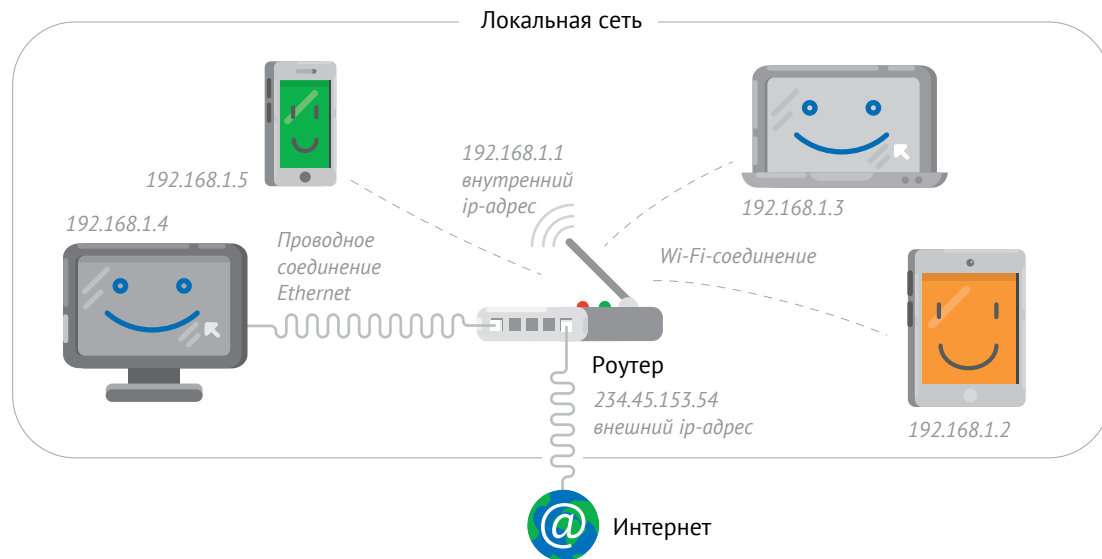 Локальная сеть
192.168.1.5
192.168.1.1
внутренний
ip-адрес
192.168.1.3
192.168.1.4
Проводное
соединение
Ethernet
Wi-Fi-соединение
Роутер
234.45.153.54
внешний ip-адрес
192.168.1.2
@
Интернет